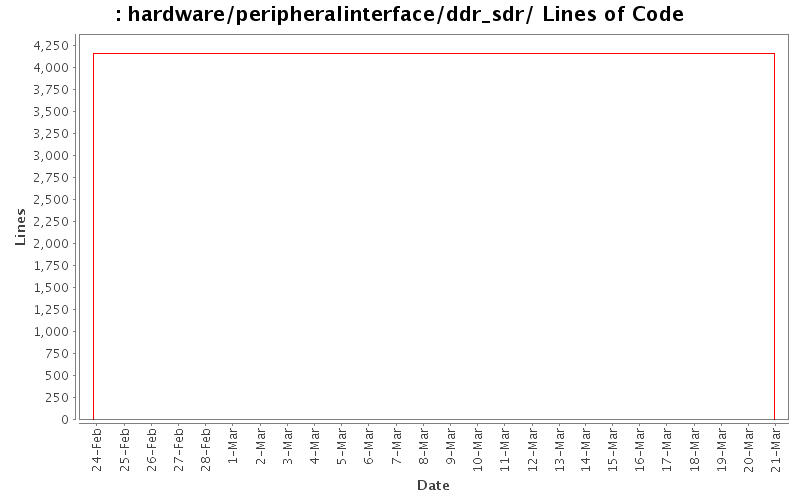 : hardware/peripheralinterface/ddr_sdr/ Lines of Code
4,250
4,000
3,750
3,500
3,250
3,000
2,750
2,500
2,250
2,000
1,750
1,500
1,250
1,000
750
500
250
0
Lines
24-Feb
25-Feb
26-Feb
27-Feb
28-Feb
1-Mar
2-Mar
3-Mar
4-Mar
5-Mar
6-Mar
7-Mar
8-Mar
9-Mar
10-Mar
11-Mar
12-Mar
13-Mar
14-Mar
15-Mar
16-Mar
17-Mar
18-Mar
19-Mar
20-Mar
21-Mar
Date